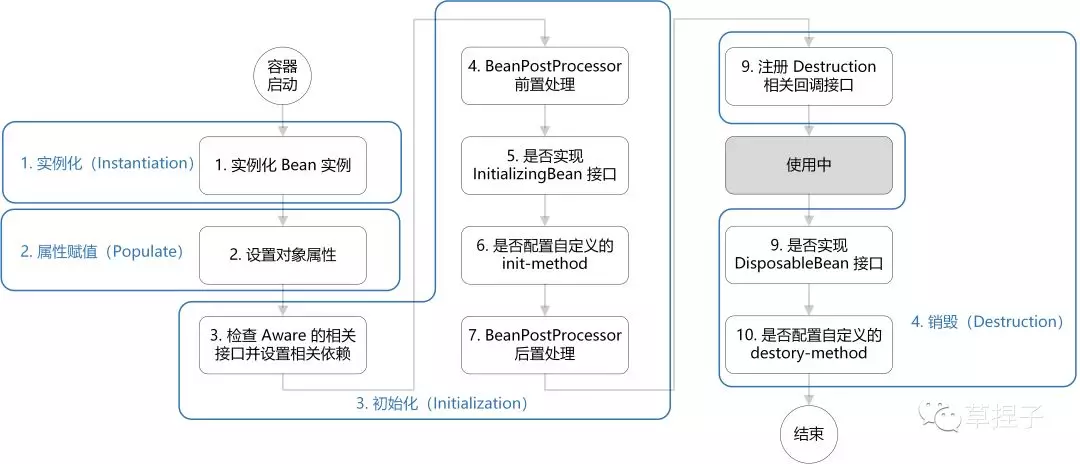 容器
启动
1. 实例化（Instantiation）
1. 实例化 Bean 实例
2. 属性赋值（Populate）
2. 设置对象属性
3. 检查 Aware 的相关
接口并设置相关依赖
3. 初始化（Initialization）
4. BeanPostProcessor
前置处理
5. 是否实现
InitializingBean 接口
6. 是否配置自定义的
init-method
7. BeanPostProcessor
后置处理
9. 注册 Destruction
相关回调接口
使用中
9. 是否实现
DisposableBean 接口
10. 是否配置自定义的
destory-method
4. 销毁（Destruction）
结束
草捏子